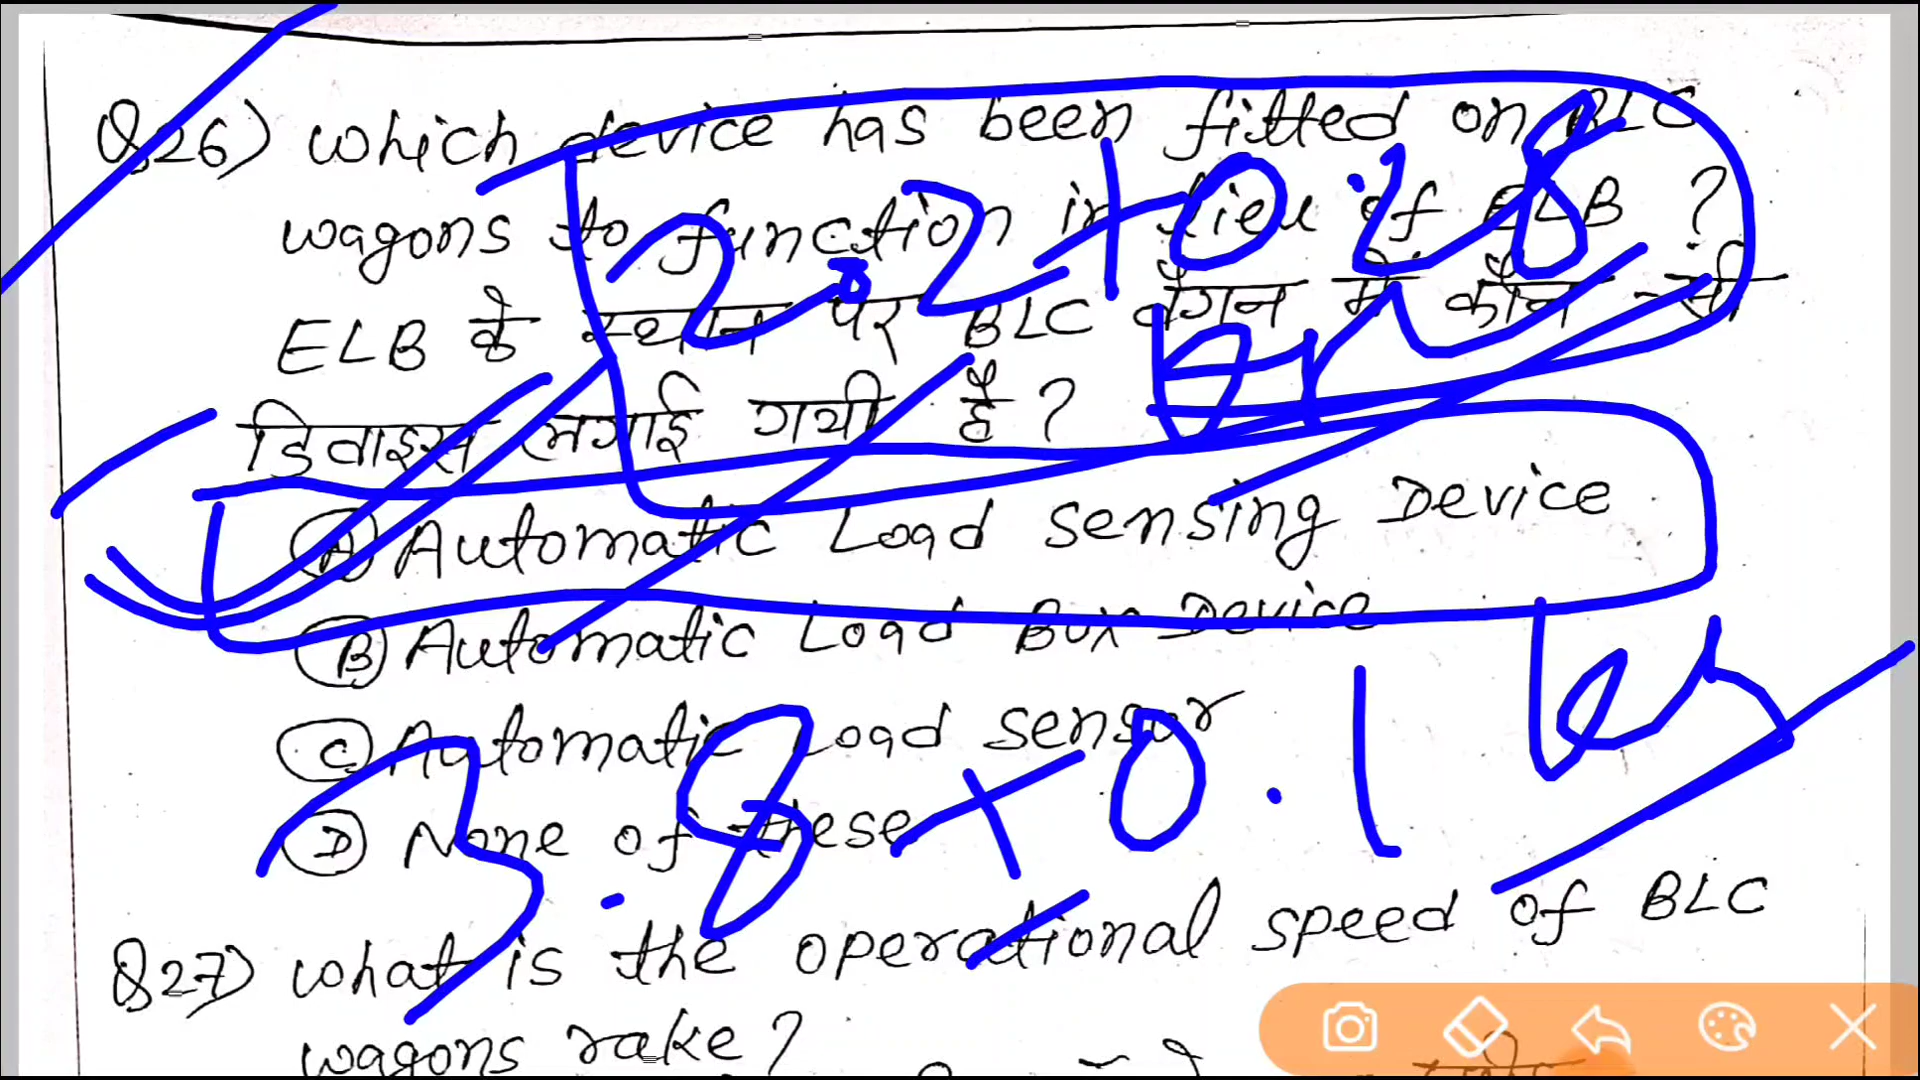 Q.26) which device has been fitted on BLC
wagons to function in lieu of ELB ?
ELB के स्थान पर BLC वैगन में कौन सी
डिवाइस लगाई गयी है ?
(A) Automatic Load sensing Device
(B) Automatic Load Box Device
(C) Automatic Load sensor
(D) None of these
Q27) what is the operational speed of BLC
wagons rake ?
2.2 + 0.
3.8 + 0.1